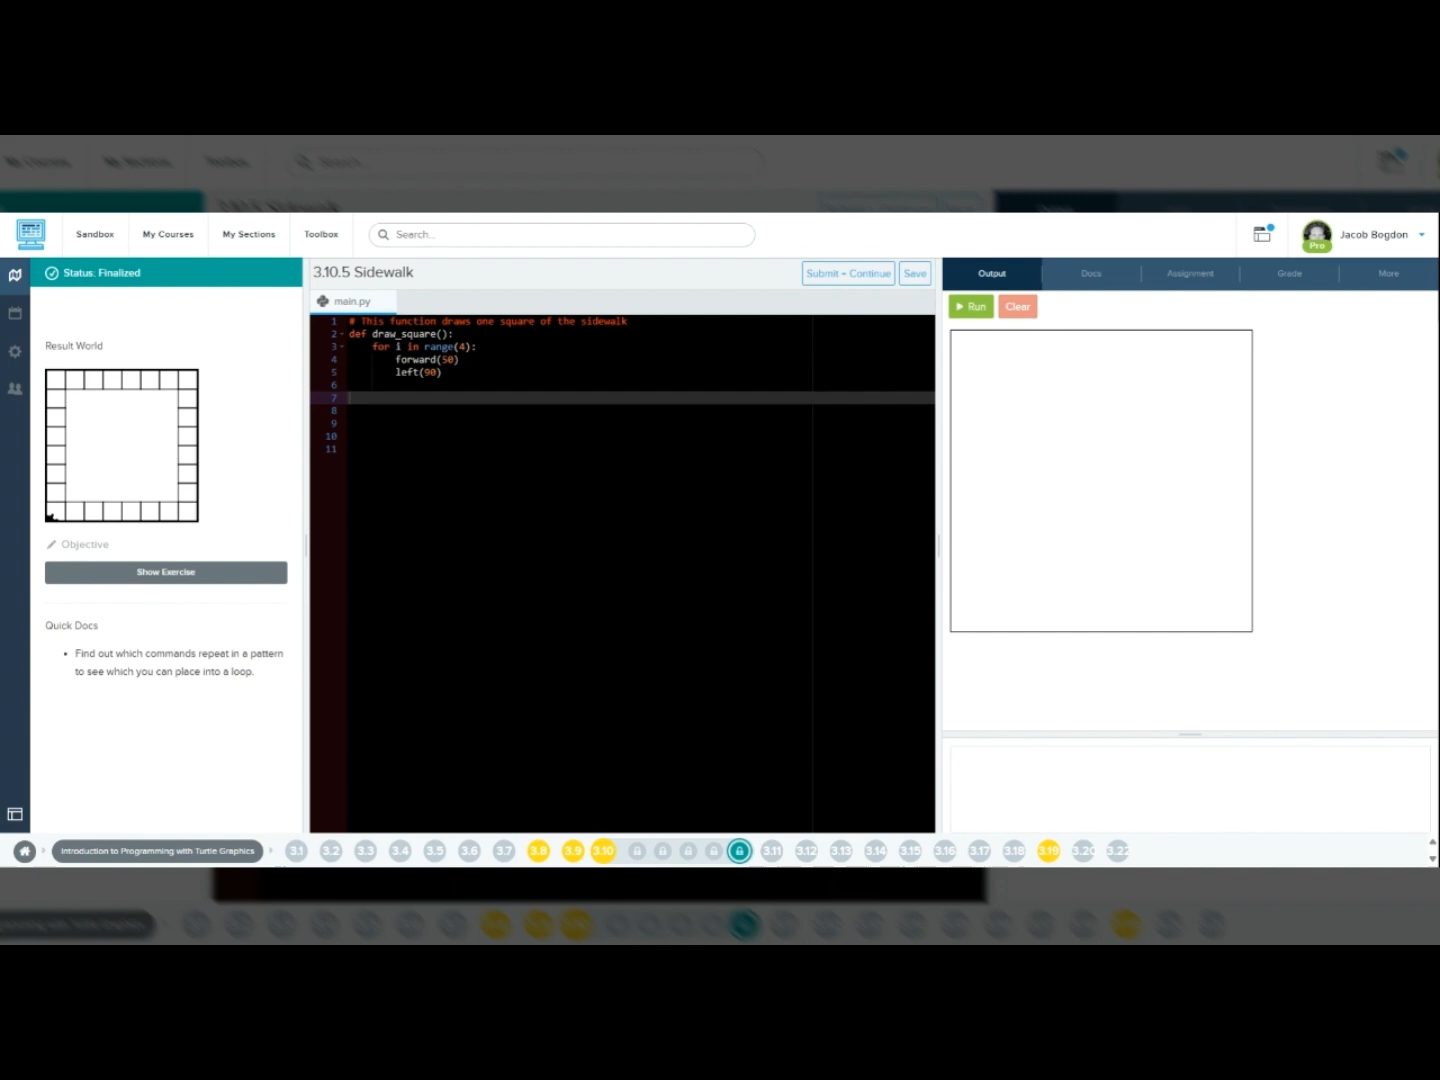 Sandbox
My Courses
My Sections
Toolbox
Search...
Pro
Jacob Bogdon
Status: Finalized
3.10.5 Sidewalk
Submit + Continue
Save
Output
Docs
Assignment
Grade
More
main.py
Run
Clear
Result World
1 # This function draws one square of the sidewalk
2 def draw_square():
3 for i in range(4):
4 forward(50)
5 left(90)
6
7
8
9
10
11
Objective
Show Exercise
Quick Docs
Find out which commands repeat in a pattern
to see which you can place into a loop.
Introduction to Programming with Turtle Graphics
3.1 3.2 3.3 3.4 3.5 3.6 3.7 3.8 3.9 3.10 3.11 3.12 3.13 3.14 3.15 3.16 3.17 3.18 3.19 3.20 3.22